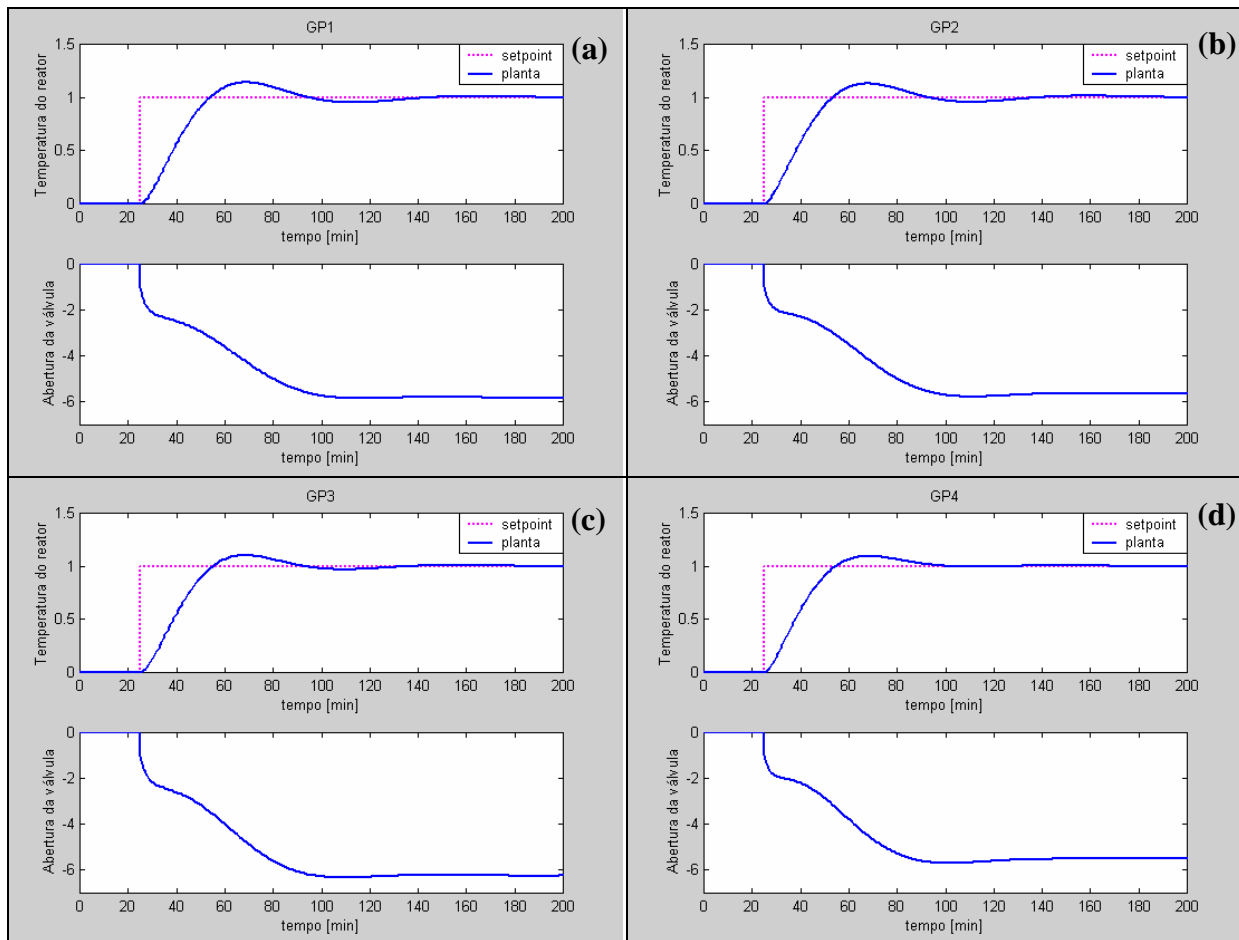 GP1
(a)
1.5
1
0.5
0
Temperatura do reator
setpoint
planta
0 20 40 60 80 100 120 140 160 180 200
tempo [min]
0
-2
-4
-6
Abertura da válvula
0 20 40 60 80 100 120 140 160 180 200
tempo [min]
GP2
(b)
1.5
1
0.5
0
Temperatura do reator
setpoint
planta
0 20 40 60 80 100 120 140 160 180 200
tempo [min]
0
-2
-4
-6
Abertura da válvula
0 20 40 60 80 100 120 140 160 180 200
tempo [min]
GP3
(c)
1.5
1
0.5
0
Temperatura do reator
setpoint
planta
0 20 40 60 80 100 120 140 160 180 200
tempo [min]
0
-2
-4
-6
Abertura da válvula
0 20 40 60 80 100 120 140 160 180 200
tempo [min]
GP4
(d)
1.5
1
0.5
0
Temperatura do reator
setpoint
planta
0 20 40 60 80 100 120 140 160 180 200
tempo [min]
0
-2
-4
-6
Abertura da válvula
0 20 40 60 80 100 120 140 160 180 200
tempo [min]